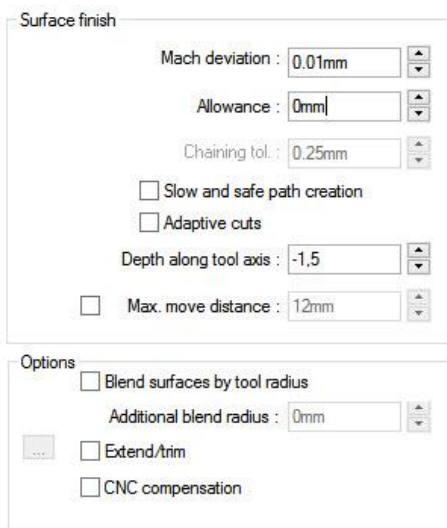 Surface finish
Mach deviation : 0.01mm
Allowance : 0mm
Chaining tol. : 0.25mm
Slow and safe path creation
Adaptive cuts
Depth along tool axis : -1,5
Max. move distance : 12mm
Options
Blend surfaces by tool radius
Additional blend radius : 0mm
... Extend/trim
CNC compensation